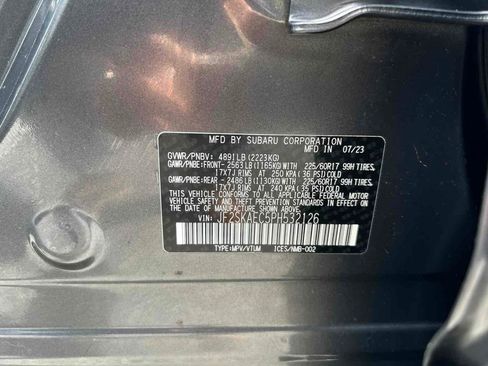 MFD BY SUBARU CORPORATION
MFD IN 07/23
GVWR/PNBV: 4891LB(2223KG)
GAWR/PNBE:FRONT- 2563LB(1165KG)WITH 225/60R17 99H TIRES,
17X7J RIMS AT 250 KPA(36 PSI)COLD
GAWR/PNBE:REAR -2486LB(1130KG)WITH 225/60R17 99H TIRES,
17X7J RIMS AT 240 KPA(35 PSI)COLD
THIS VEHICLE CONFORMS TO ALL APPLICABLE FEDERAL MOTOR
VEHICLE SAFETY AND THEFT PREVENTION STANDARDS IN EFFECT
ON THE DATE OF MANUFACTURE SHOWN ABOVE.
VIN: JF2SKAEC5PH532126
TYPE:MPV/VTUM ICES/NMB-002